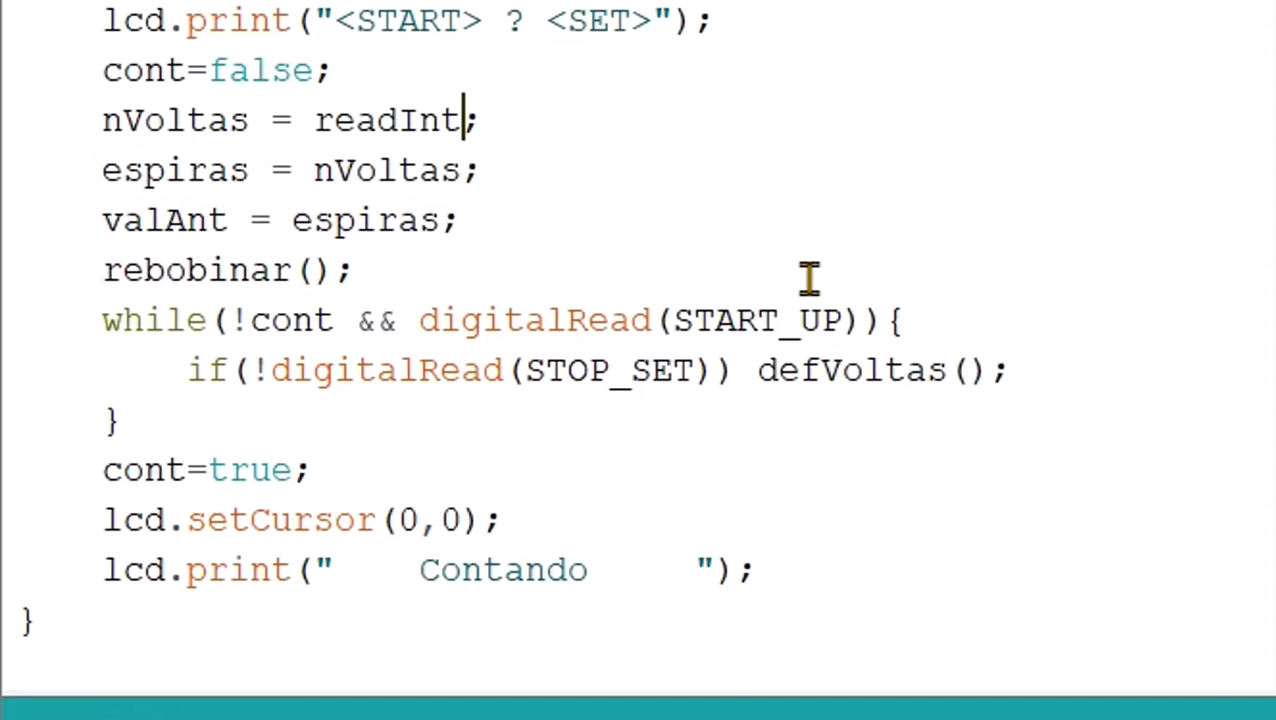 lcd.print("<START> ? <SET>");
cont=false;
nVoltas = readInt;
espiras = nVoltas;
valAnt = espiras;
rebobinar();
while(!cont && digitalRead(START_UP)){
if(!digitalRead(STOP_SET)) defVoltas();
}
cont=true;
lcd.setCursor(0,0);
lcd.print("    Contando     ");
}